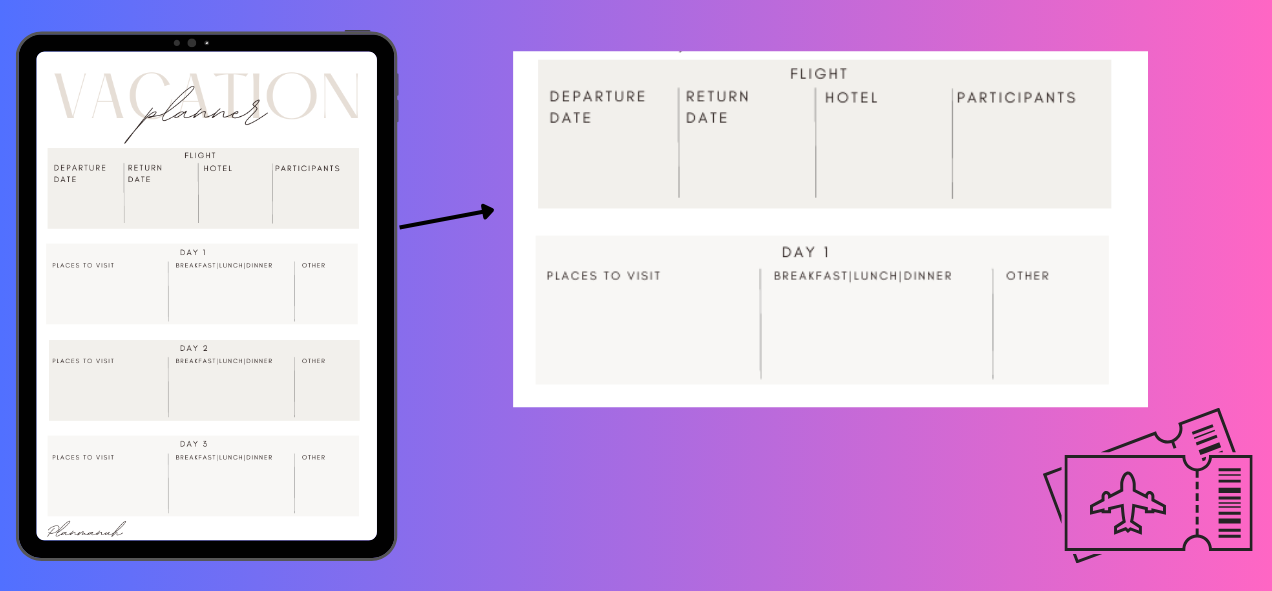 VACATION
planner
FLIGHT
DEPARTURE DATE
RETURN DATE
HOTEL
PARTICIPANTS
DAY 1
PLACES TO VISIT
BREAKFAST|LUNCH|DINNER
OTHER
DAY 2
PLACES TO VISIT
BREAKFAST|LUNCH|DINNER
OTHER
DAY 3
PLACES TO VISIT
BREAKFAST|LUNCH|DINNER
OTHER
Planmanuh
FLIGHT
DEPARTURE DATE
RETURN DATE
HOTEL
PARTICIPANTS
DAY 1
PLACES TO VISIT
BREAKFAST|LUNCH|DINNER
OTHER